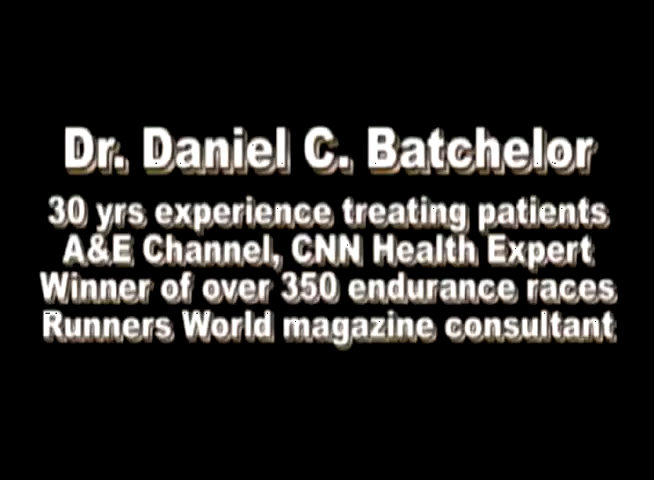 Dr. Daniel C. Batchelor
30 yrs experience treating patients
A&E Channel, CNN Health Expert
Winner of over 350 endurance races
Runners World magazine consultant